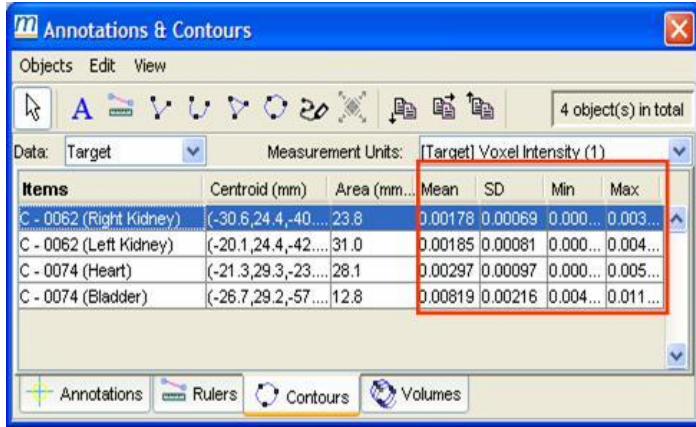 m Annotations & Contours
Objects Edit View
A 4 object(s) in total
Data: Target Measurement Units: [Target] Voxel Intensity (1)
Items Centroid (mm) Area (mm... Mean SD Min Max
C - 0062 (Right Kidney) (-30.6,24.4,-40.... 23.8 0.00178 0.00069 0.000... 0.003...
C - 0062 (Left Kidney) (-20.1,24.4,-42.... 31.0 0.00185 0.00081 0.000... 0.004...
C - 0074 (Heart) (-21.3,29.3,-23.... 28.1 0.00297 0.00097 0.000... 0.005...
C - 0074 (Bladder) (-26.7,29.2,-57.... 12.8 0.00819 0.00216 0.004... 0.011...
Annotations Rulers Contours Volumes